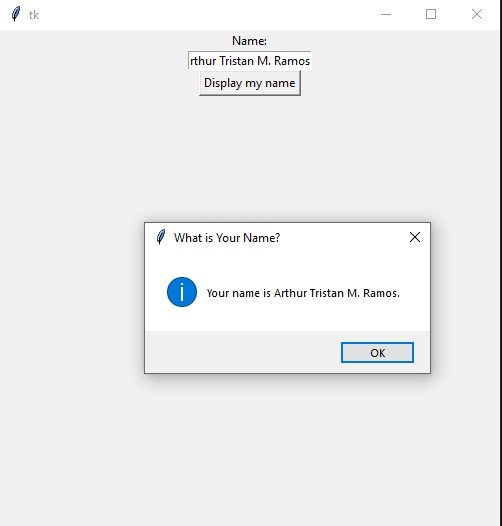 tk
Name:
rthur Tristan M. Ramos
Display my name
What is Your Name?
Your name is Arthur Tristan M. Ramos.
OK